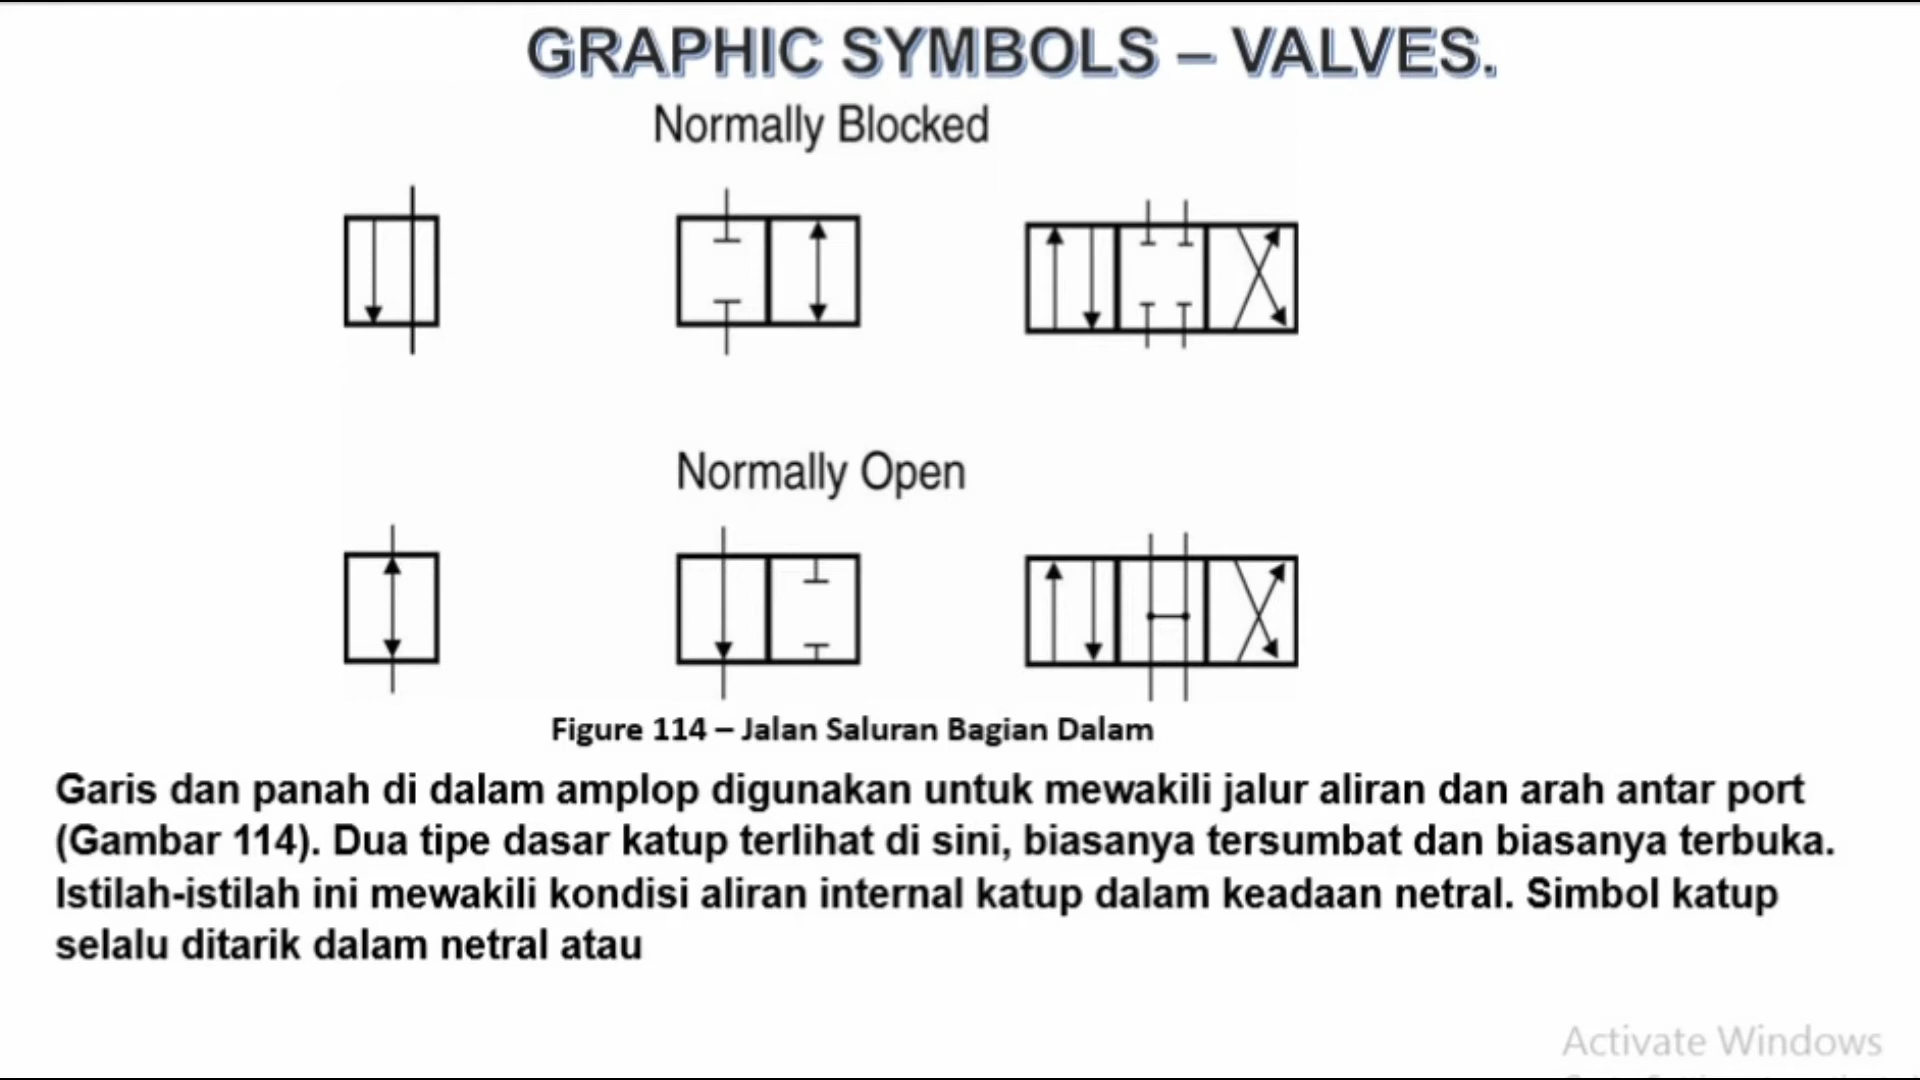 GRAPHIC SYMBOLS – VALVES.
Normally Blocked
Normally Open
Figure 114 – Jalan Saluran Bagian Dalam
Garis dan panah di dalam amplop digunakan untuk mewakili jalur aliran dan arah antar port
(Gambar 114). Dua tipe dasar katup terlihat di sini, biasanya tersumbat dan biasanya terbuka.
Istilah-istilah ini mewakili kondisi aliran internal katup dalam keadaan netral. Simbol katup
selalu ditarik dalam netral atau
Activate Windows